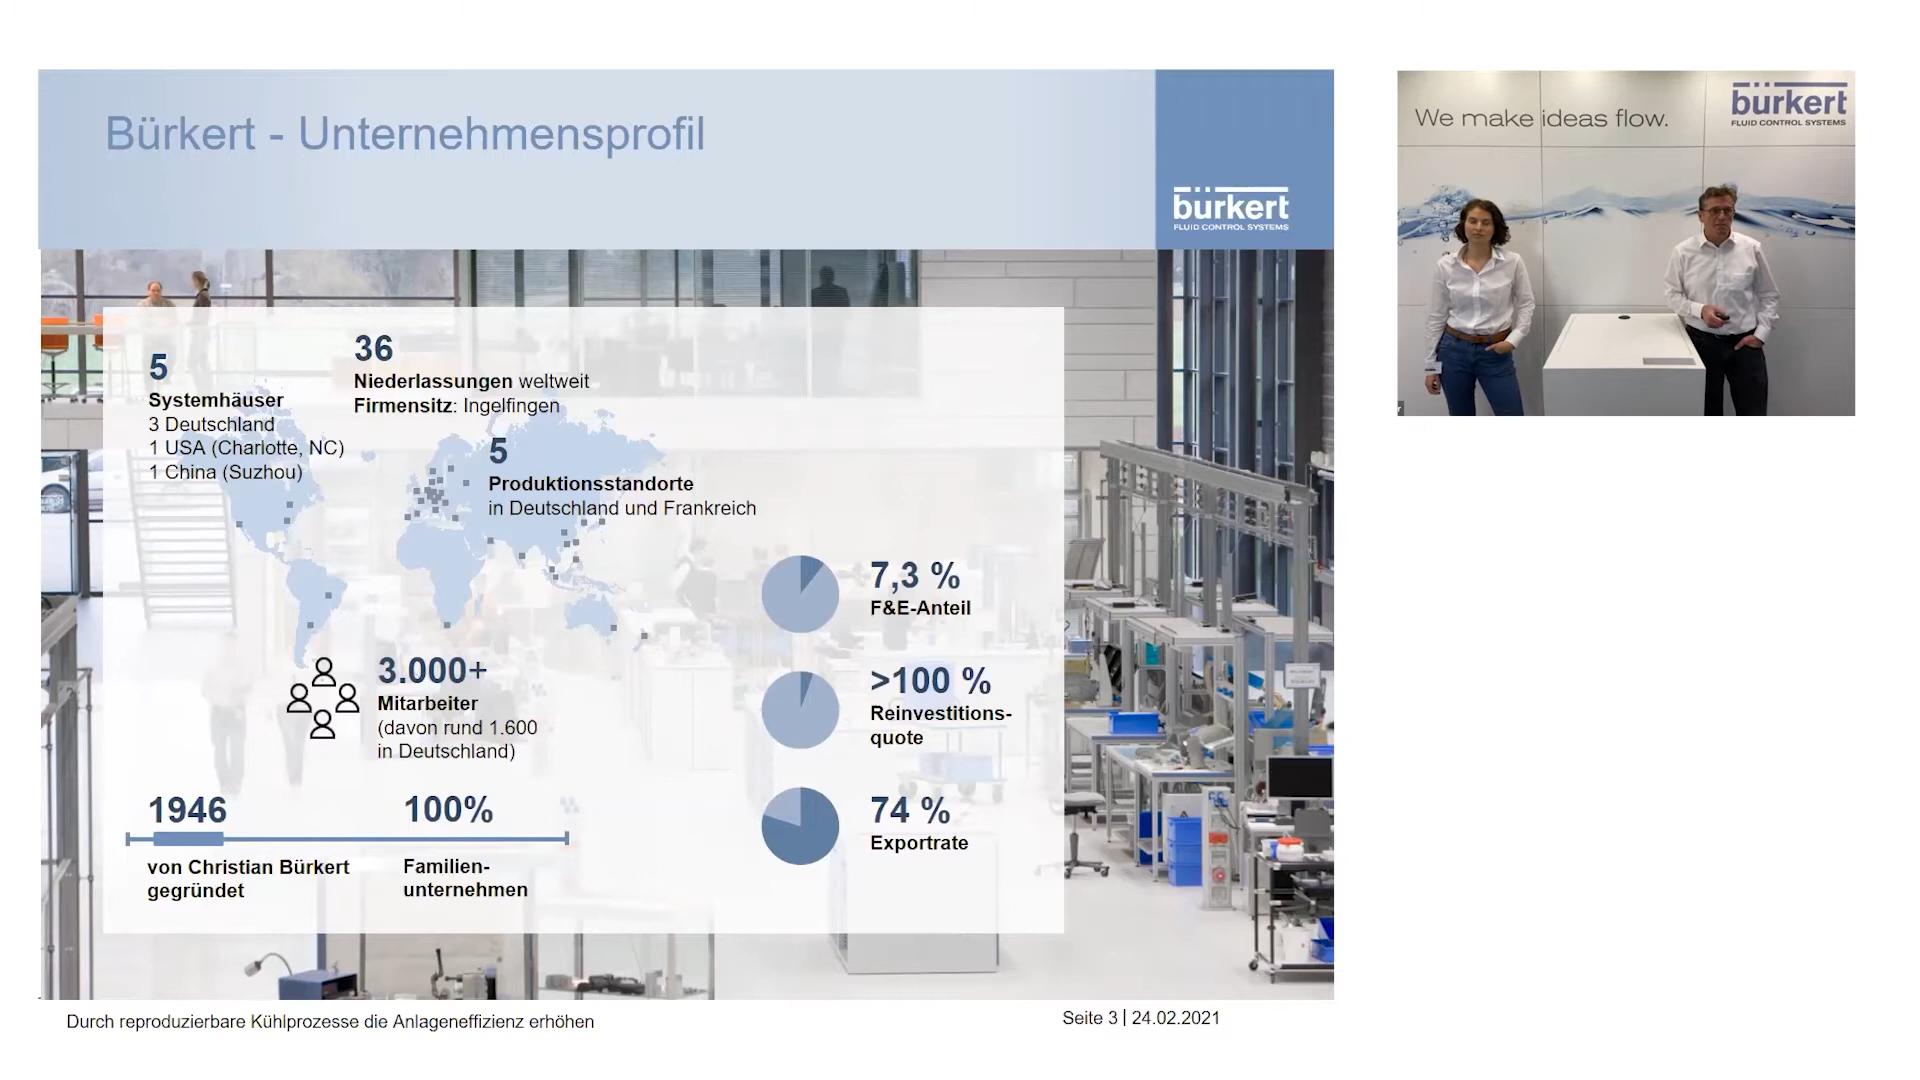 Bürkert - Unternehmensprofil
bürkert
FLUID CONTROL SYSTEMS
5
Systemhäuser
3 Deutschland
1 USA (Charlotte, NC)
1 China (Suzhou)
36
Niederlassungen weltweit
Firmensitz: Ingelfingen
5
Produktionsstandorte
in Deutschland und Frankreich
7,3 %
F&E-Anteil
3.000+
Mitarbeiter
(davon rund 1.600
in Deutschland)
>100 %
Reinvestitions-
quote
1946
von Christian Bürkert
gegründet
100%
Familien-
unternehmen
74 %
Exportrate
Durch reproduzierbare Kühlprozesse die Anlageneffizienz erhöhen
Seite 3 | 24.02.2021
We make ideas flow.
bürkert
FLUID CONTROL SYSTEMS